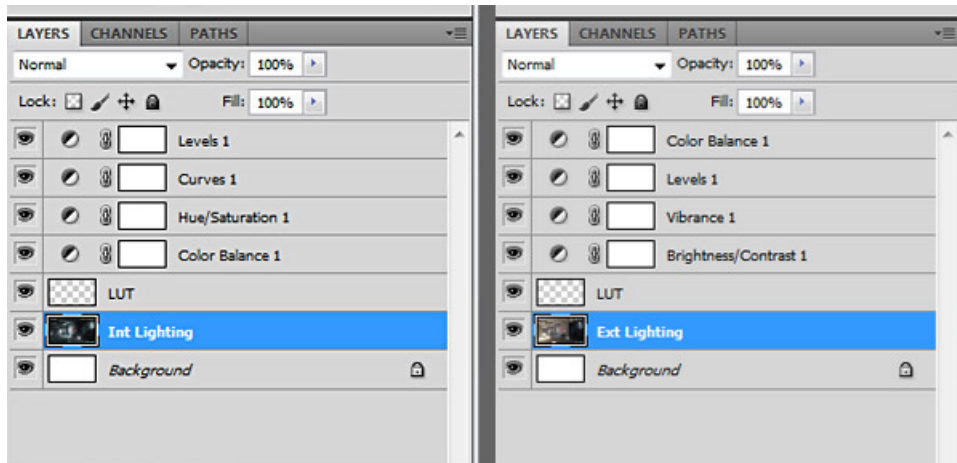 LAYERS CHANNELS PATHS
Normal Opacity: 100%
Lock: Fill: 100%
Levels 1
Curves 1
Hue/Saturation 1
Color Balance 1
LUT
Int Lighting
Background
LAYERS CHANNELS PATHS
Normal Opacity: 100%
Lock: Fill: 100%
Color Balance 1
Levels 1
Vibrance 1
Brightness/Contrast 1
LUT
Ext Lighting
Background